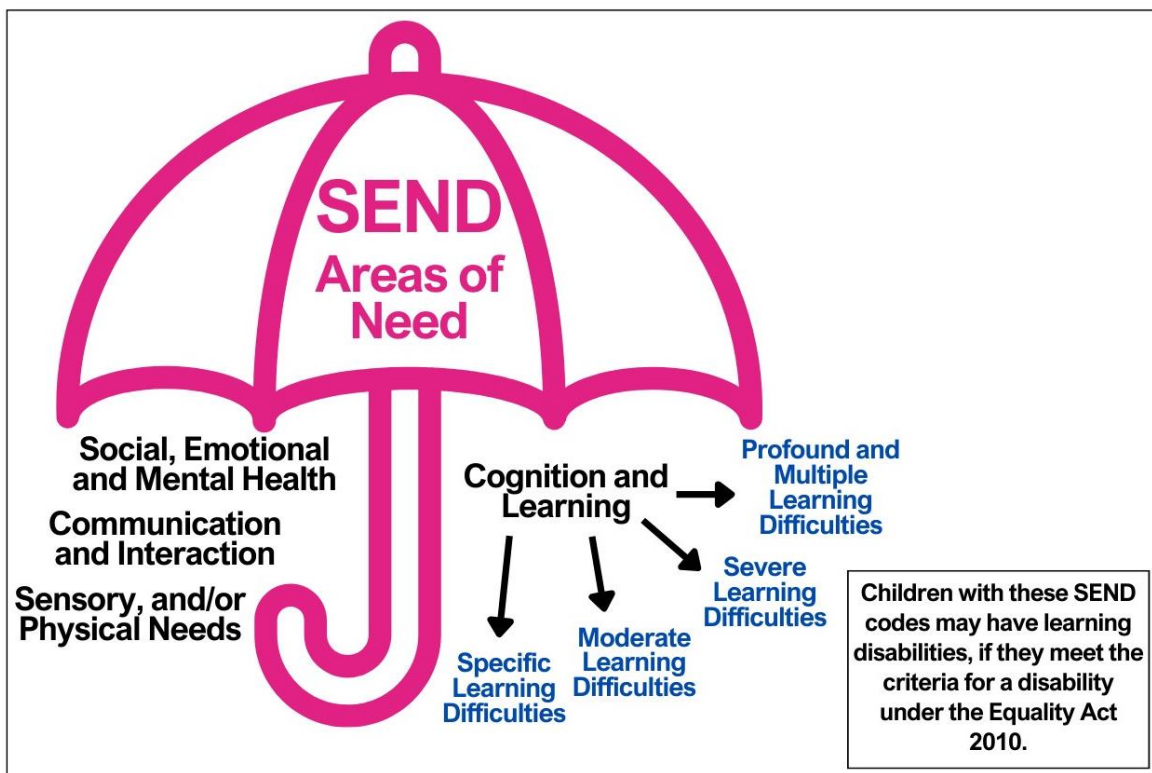 SEND
Areas of
Need
Social, Emotional
and Mental Health
Communication
and Interaction
Sensory, and/or
Physical Needs
Cognition and
Learning
Specific
Learning
Difficulties
Moderate
Learning
Difficulties
Severe
Learning
Difficulties
Profound and
Multiple
Learning
Difficulties
Children with these SEND
codes may have learning
disabilities, if they meet the
criteria for a disability
under the Equality Act
2010.